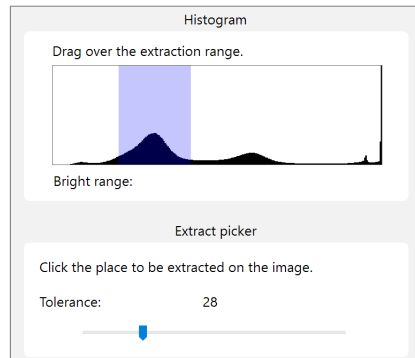 Histogram
Drag over the extraction range.
Bright range:
Extract picker
Click the place to be extracted on the image.
Tolerance: 28